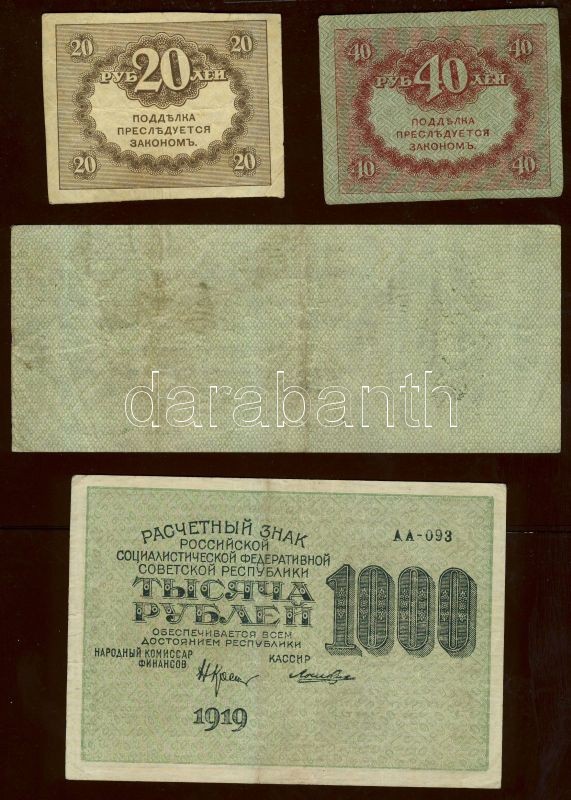 20 20
РУБ 20 ЛЕЙ
ПОДДѢЛКА
ПРЕСЛѢДУЕТСЯ
ЗАКОНОМЪ.
20 20
40 40
РУБ 40 ЛЕЙ
ПОДДѢЛКА
ПРЕСЛѢДУЕТСЯ
ЗАКОНОМЪ.
40 40
darabanth
РАСЧЕТНЫЙ ЗНАК
РОССИЙСКОЙ
СОЦИАЛИСТИЧЕСКОЙ ФЕДЕРАТИВНОЙ
СОВЕТСКОЙ РЕСПУБЛИКИ
ТЫСЯЧА
РУБЛЕЙ
ОБЕСПЕЧИВАЕТСЯ ВСЕМ
ДОСТОЯНИЕМ РЕСПУБЛИКИ
НАРОДНЫЙ КОМИССАР
ФИНАНСОВ
КАССИР
1919
АА-093
1000